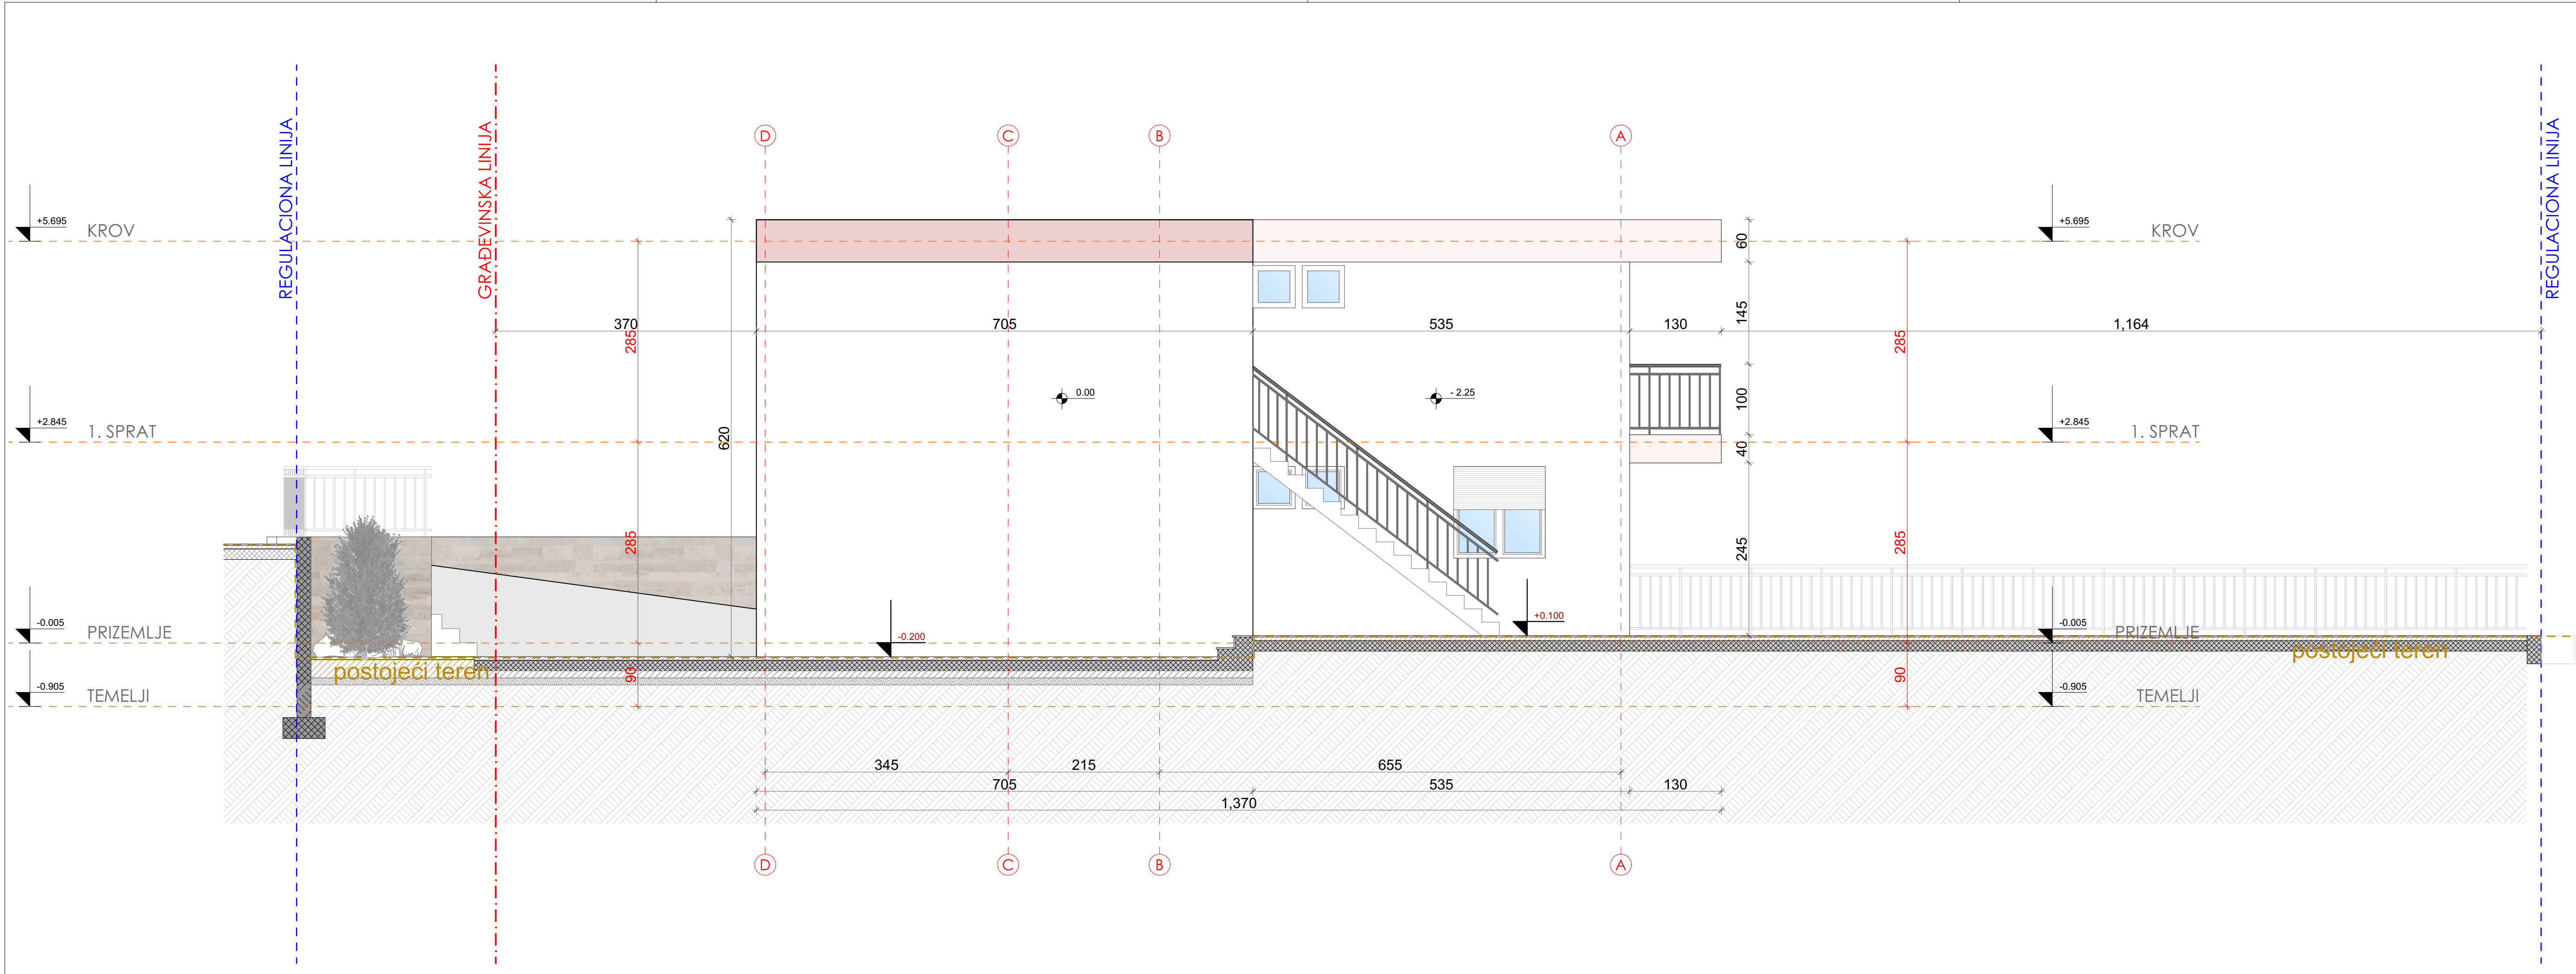 REGULACIONA LINIJA
GRAĐEVINSKA LINIJA
REGULACIONA LINIJA
D
C
B
A
+5.695
KROV
+5.695
KROV
60
145
370
705
535
130
1,164
285
285
0.00
- 2.25
100
+2.845
1. SPRAT
620
40
+2.845
1. SPRAT
285
245
285
-0.005
PRIZEMLJE
-0.200
+0.100
-0.005
PRIZEMLJE
postojeći teren
postojeći teren
90
90
-0.905
TEMELJI
-0.905
TEMELJI
345
215
655
705
535
130
1,370
D
C
B
A